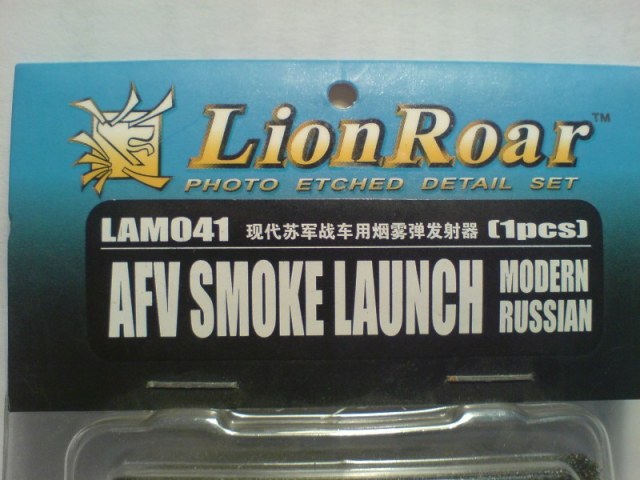 LionRoar™
PHOTO ETCHED DETAIL SET
LAM041 现代苏军战车用烟雾弹发射器 (1pcs)
AFV SMOKE LAUNCH MODERN RUSSIAN